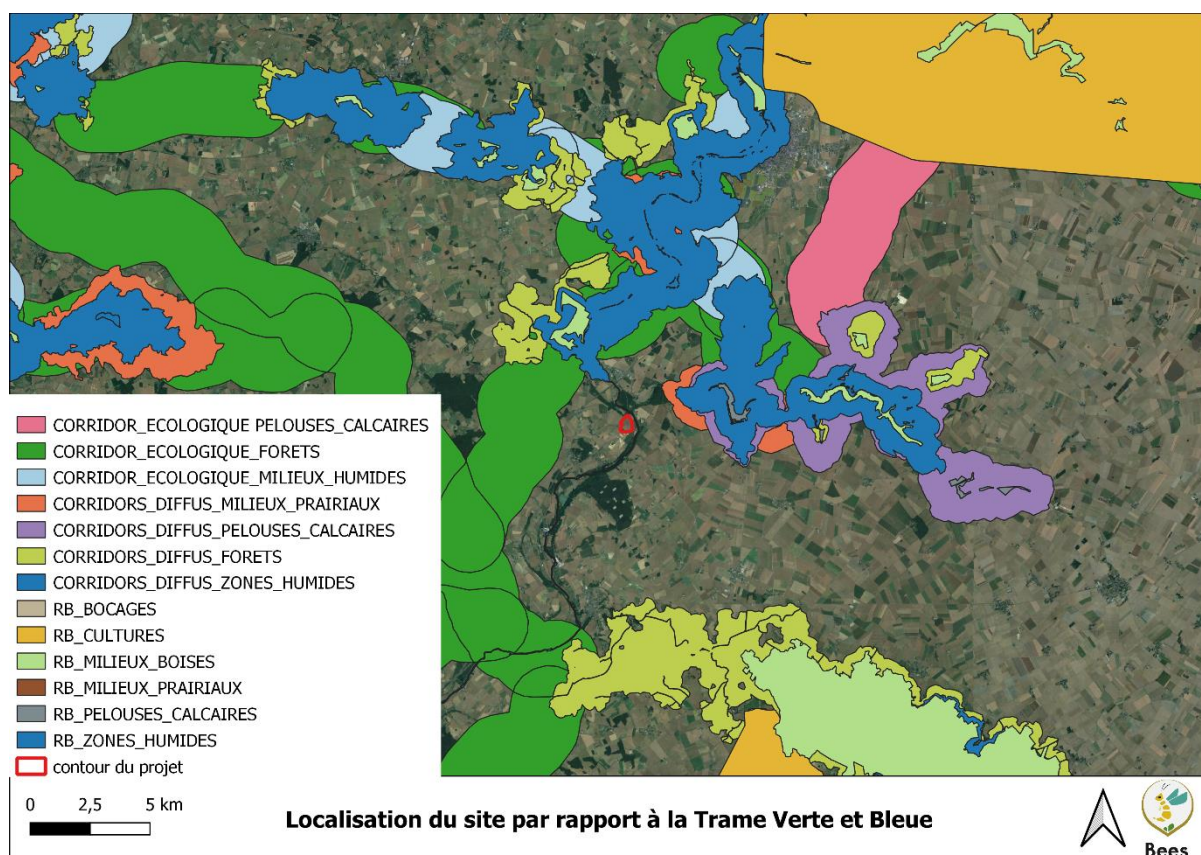 CORRIDOR_ECOLOGIQUE PELOUSES_CALCAIRES
CORRIDOR_ECOLOGIQUE_FORETS
CORRIDOR_ECOLOGIQUE_MILIEUX_HUMIDES
CORRIDORS_DIFFUS_MILIEUX_PRAIRIAUX
CORRIDORS_DIFFUS_PELOUSES_CALCAIRES
CORRIDORS_DIFFUS_FORETS
CORRIDORS_DIFFUS_ZONES_HUMIDES
RB_BOCAGES
RB_CULTURES
RB_MILIEUX_BOISES
RB_MILIEUX_PRAIRIAUX
RB_PELOUSES_CALCAIRES
RB_ZONES_HUMIDES
contour du projet
0 2,5 5 km
Localisation du site par rapport à la Trame Verte et Bleue
Bees